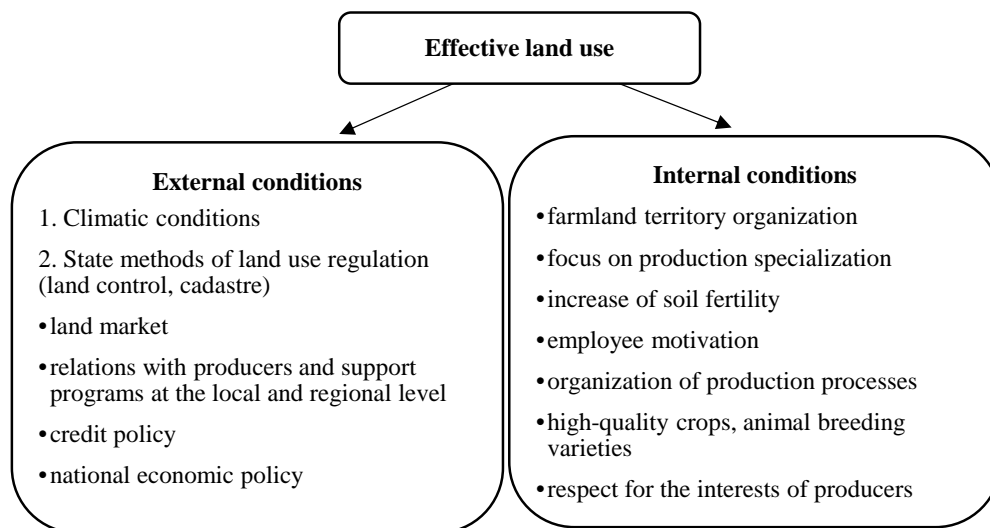 Effective land use
External conditions
1. Climatic conditions
2. State methods of land use regulation
(land control, cadastre)
•land market
•relations with producers and support
programs at the local and regional level
•credit policy
•national economic policy
Internal conditions
•farmland territory organization
•focus on production specialization
•increase of soil fertility
•employee motivation
•organization of production processes
•high-quality crops, animal breeding
varieties
•respect for the interests of producers